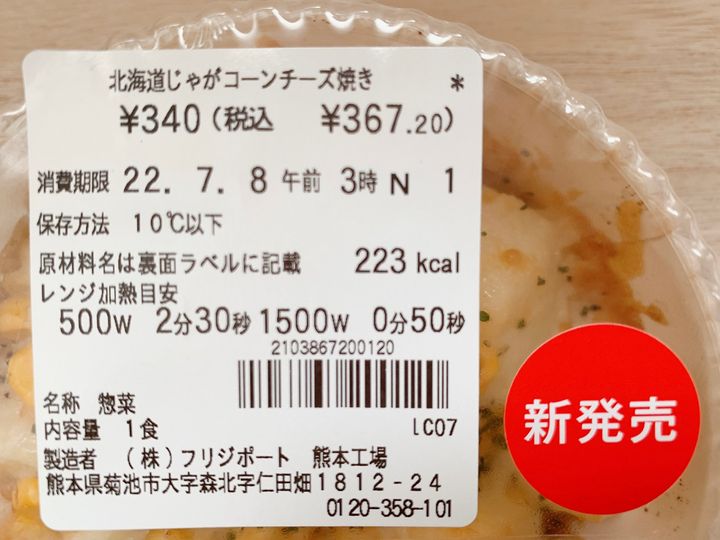 北海道じゃがコーンチーズ焼き *
¥340(税込 ¥367.20)
消費期限 22. 7. 8 午前 3時 N 1
保存方法 10℃以下
原材料名は裏面ラベルに記載 223 kcal
レンジ加熱目安
500W 2分30秒 1500W 0分50秒
2103867200120
名称 惣菜
内容量 1食 LC07
製造者 (株)フリジポート 熊本工場
熊本県菊池市大字森北字仁田畑1812-24
0120-358-101
新発売